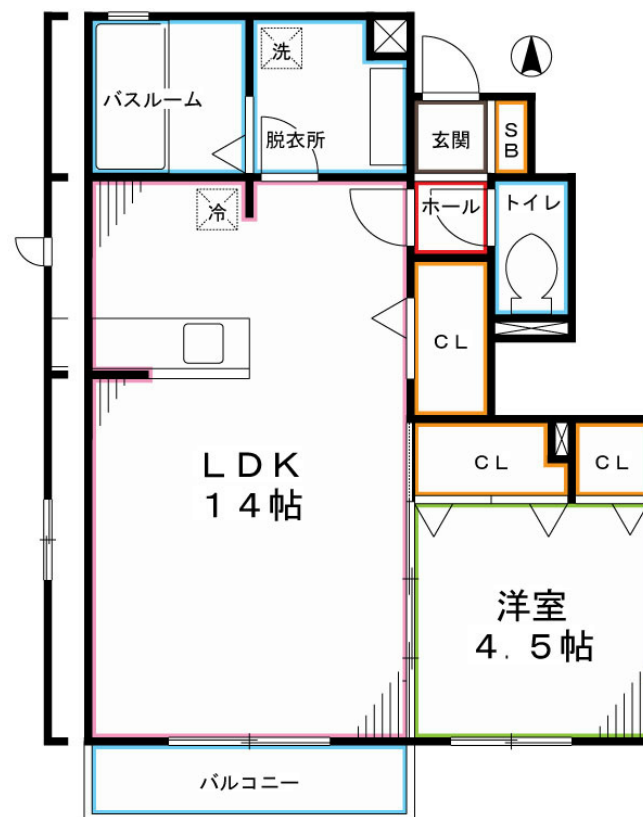 洗
バスルーム
脱衣所
玄関
SB
冷
ホール
トイレ
CL
LDK
14帖
CL
CL
洋室
4.5帖
バルコニー